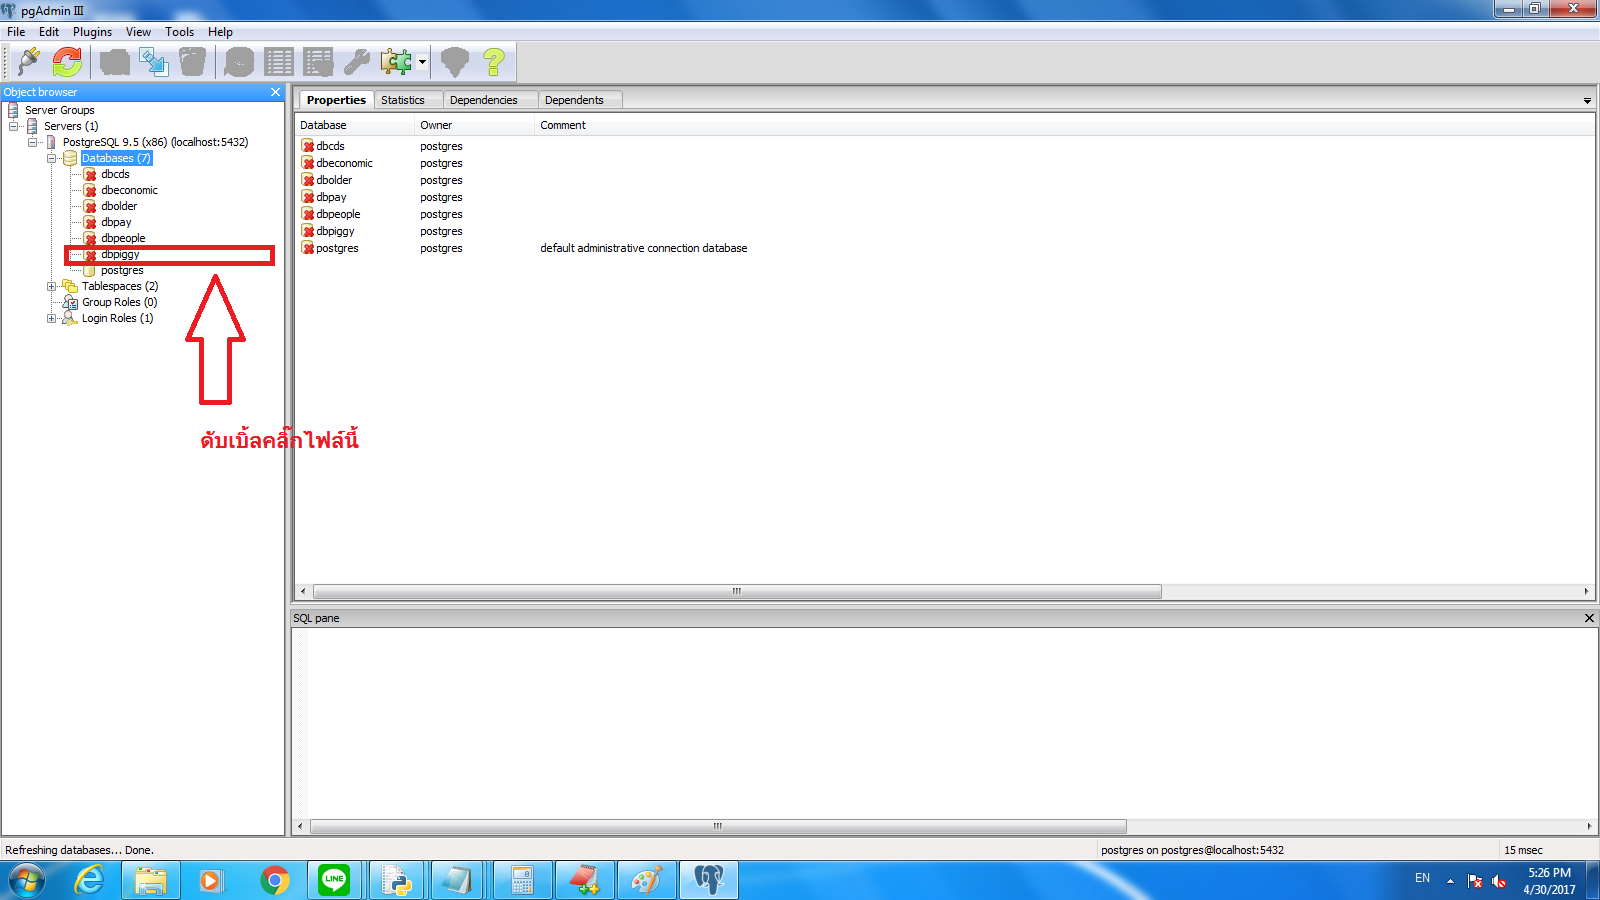 pgAdmin III
File Edit Plugins View Tools Help
Object browser
Server Groups
Servers (1)
PostgreSQL 9.5 (x86) (localhost:5432)
Databases (7)
dbcds
dbeconomic
dbolder
dbpay
dbpeople
dbpiggy
postgres
Tablespaces (2)
Group Roles (0)
Login Roles (1)
ดับเบิ้ลคลิ๊กไฟล์นี้
Properties Statistics Dependencies Dependents
Database Owner Comment
dbcds postgres
dbeconomic postgres
dbolder postgres
dbpay postgres
dbpeople postgres
dbpiggy postgres
postgres postgres default administrative connection database
SQL pane
Refreshing databases... Done. postgres on postgres@localhost:5432 15 msec
LINE
EN
5:26 PM
4/30/2017